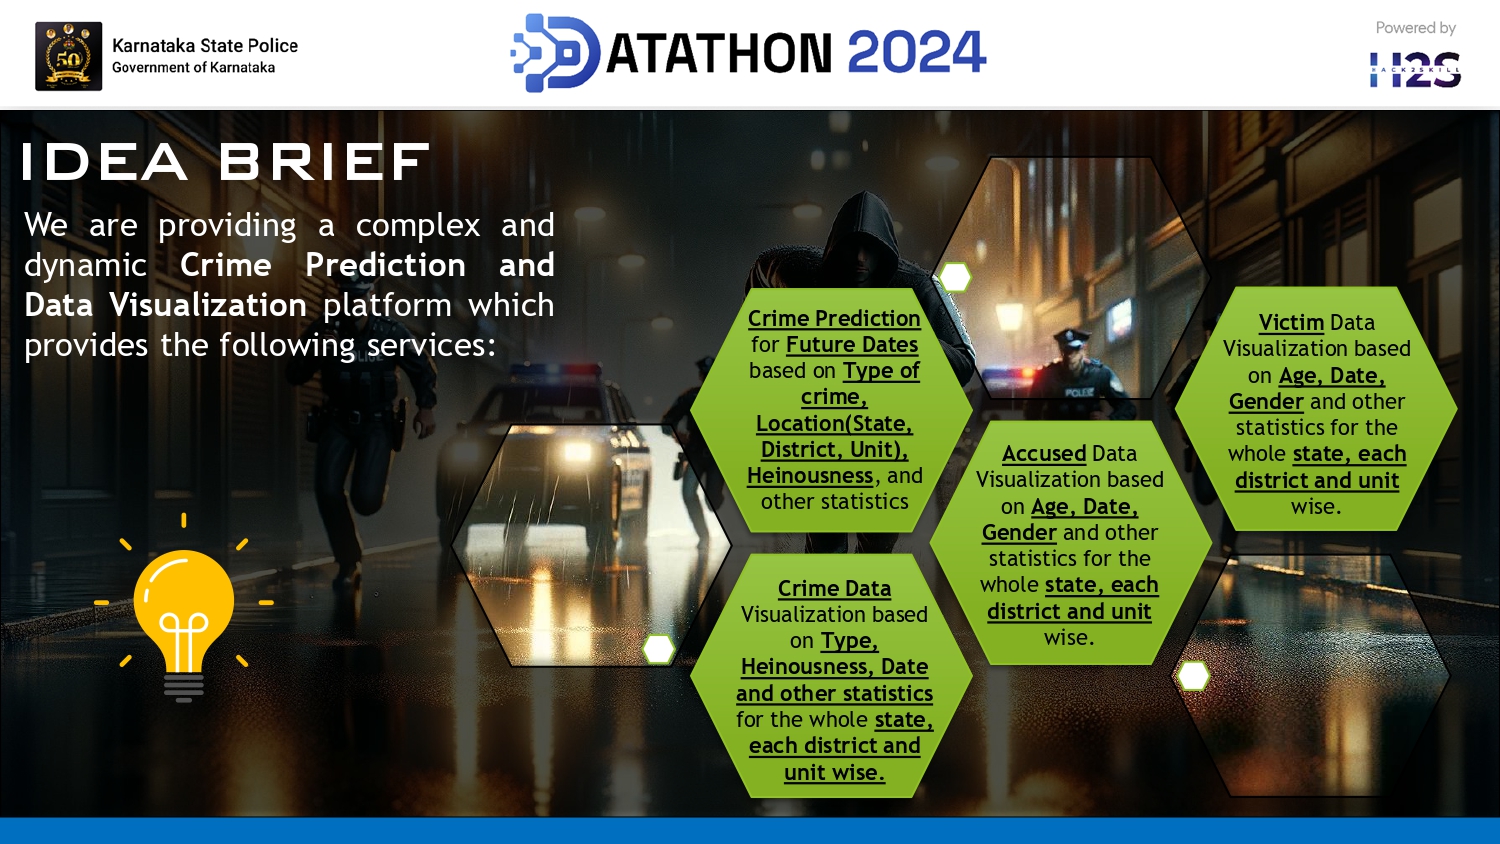 Karnataka State Police
Government of Karnataka
50
DATATHON 2024
Powered by
H2S
HACK2SKILL
IDEA BRIEF
We are providing a complex and
dynamic Crime Prediction and
Data Visualization platform which
provides the following services:
Crime Prediction
for Future Dates
based on Type of
crime,
Location(State,
District, Unit),
Heinousness, and
other statistics
Crime Data
Visualization based
on Type,
Heinousness, Date
and other statistics
for the whole state,
each district and
unit wise.
Accused Data
Visualization based
on Age, Date,
Gender and other
statistics for the
whole state, each
district and unit
wise.
Victim Data
Visualization based
on Age, Date,
Gender and other
statistics for the
whole state, each
district and unit
wise.
POLICE